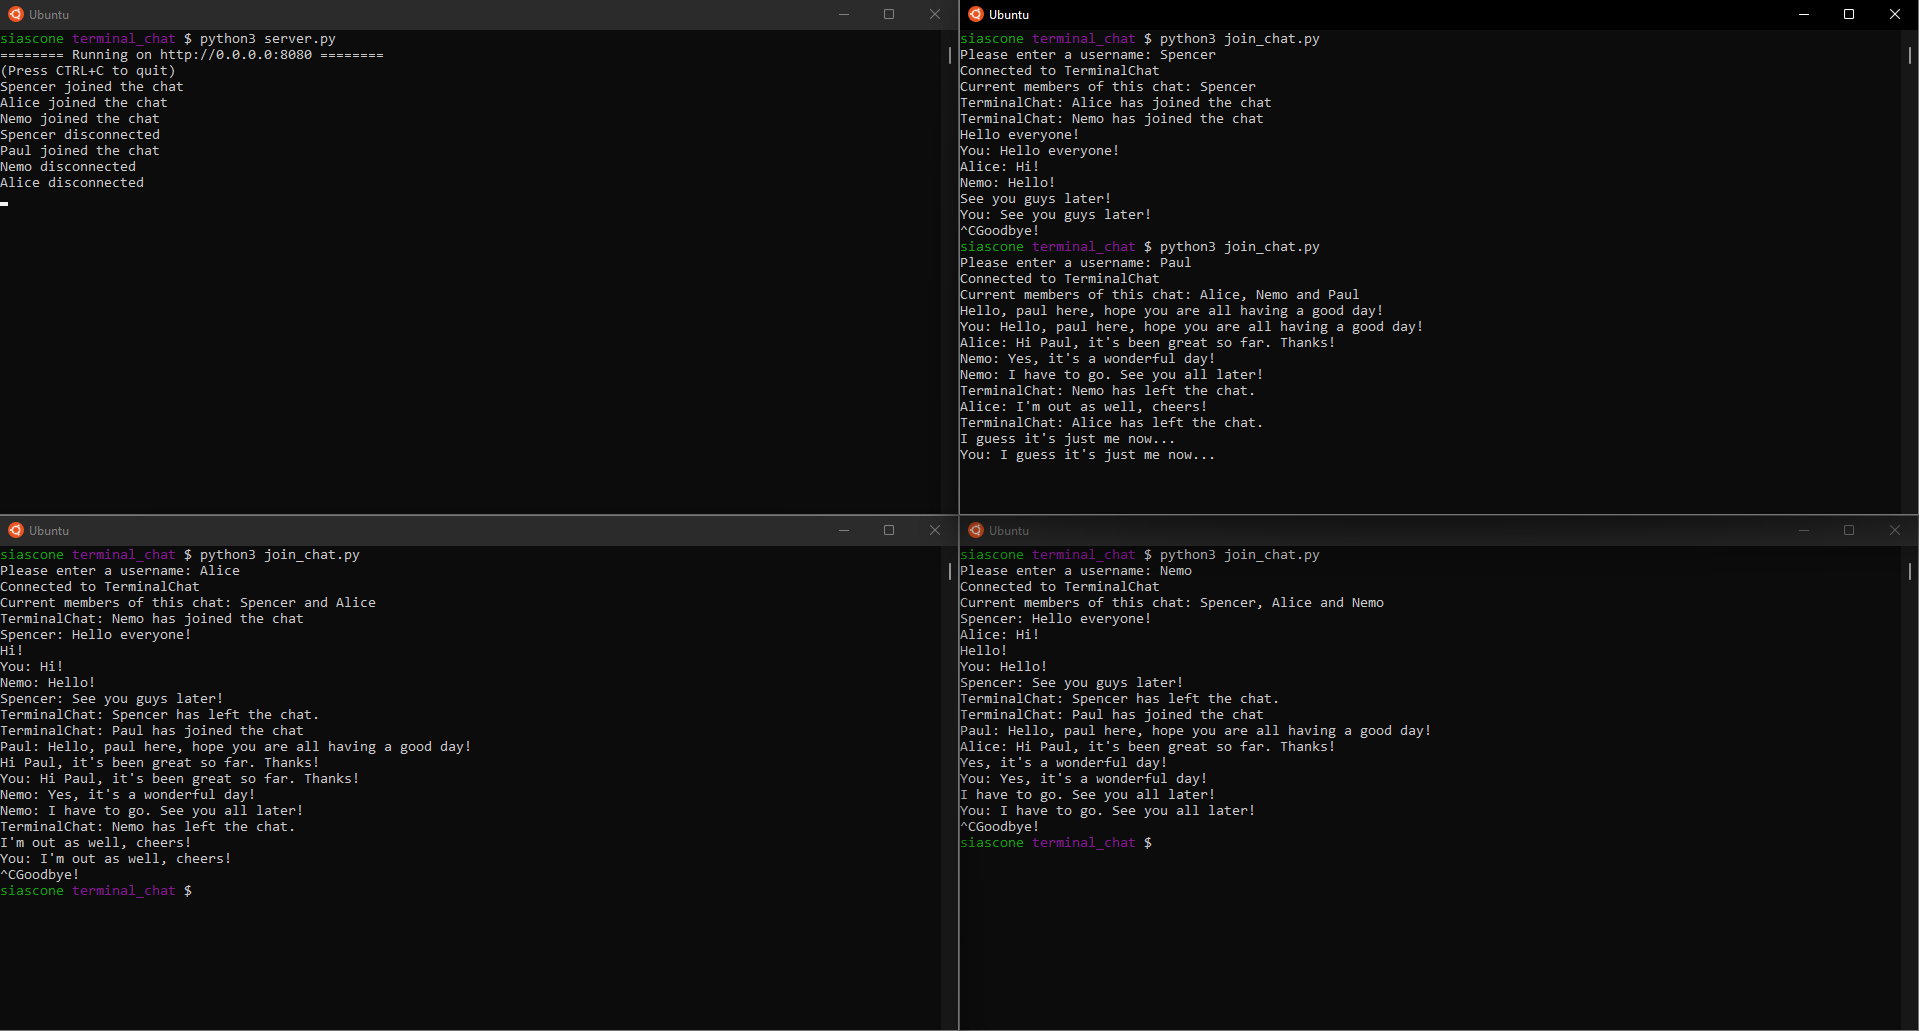 Ubuntu
siascone terminal_chat $ python3 server.py
======== Running on http://0.0.0.0:8080 ========
(Press CTRL+C to quit)
Spencer joined the chat
Alice joined the chat
Nemo joined the chat
Spencer disconnected
Paul joined the chat
Nemo disconnected
Alice disconnected
Ubuntu
siascone terminal_chat $ python3 join_chat.py
Please enter a username: Spencer
Connected to TerminalChat
Current members of this chat: Spencer
TerminalChat: Alice has joined the chat
TerminalChat: Nemo has joined the chat
Hello everyone!
You: Hello everyone!
Alice: Hi!
Nemo: Hello!
See you guys later!
You: See you guys later!
^CGoodbye!
siascone terminal_chat $ python3 join_chat.py
Please enter a username: Paul
Connected to TerminalChat
Current members of this chat: Alice, Nemo and Paul
Hello, paul here, hope you are all having a good day!
You: Hello, paul here, hope you are all having a good day!
Alice: Hi Paul, it's been great so far. Thanks!
Nemo: Yes, it's a wonderful day!
Nemo: I have to go. See you all later!
TerminalChat: Nemo has left the chat.
Alice: I'm out as well, cheers!
TerminalChat: Alice has left the chat.
I guess it's just me now...
You: I guess it's just me now...
Ubuntu
siascone terminal_chat $ python3 join_chat.py
Please enter a username: Alice
Connected to TerminalChat
Current members of this chat: Spencer and Alice
TerminalChat: Nemo has joined the chat
Spencer: Hello everyone!
Hi!
You: Hi!
Nemo: Hello!
Spencer: See you guys later!
TerminalChat: Spencer has left the chat.
TerminalChat: Paul has joined the chat
Paul: Hello, paul here, hope you are all having a good day!
Hi Paul, it's been great so far. Thanks!
You: Hi Paul, it's been great so far. Thanks!
Nemo: Yes, it's a wonderful day!
Nemo: I have to go. See you all later!
TerminalChat: Nemo has left the chat.
I'm out as well, cheers!
You: I'm out as well, cheers!
^CGoodbye!
siascone terminal_chat $
Ubuntu
siascone terminal_chat $ python3 join_chat.py
Please enter a username: Nemo
Connected to TerminalChat
Current members of this chat: Spencer, Alice and Nemo
Spencer: Hello everyone!
Alice: Hi!
Hello!
You: Hello!
Spencer: See you guys later!
TerminalChat: Spencer has left the chat.
TerminalChat: Paul has joined the chat
Paul: Hello, paul here, hope you are all having a good day!
Alice: Hi Paul, it's been great so far. Thanks!
Yes, it's a wonderful day!
You: Yes, it's a wonderful day!
I have to go. See you all later!
You: I have to go. See you all later!
^CGoodbye!
siascone terminal_chat $